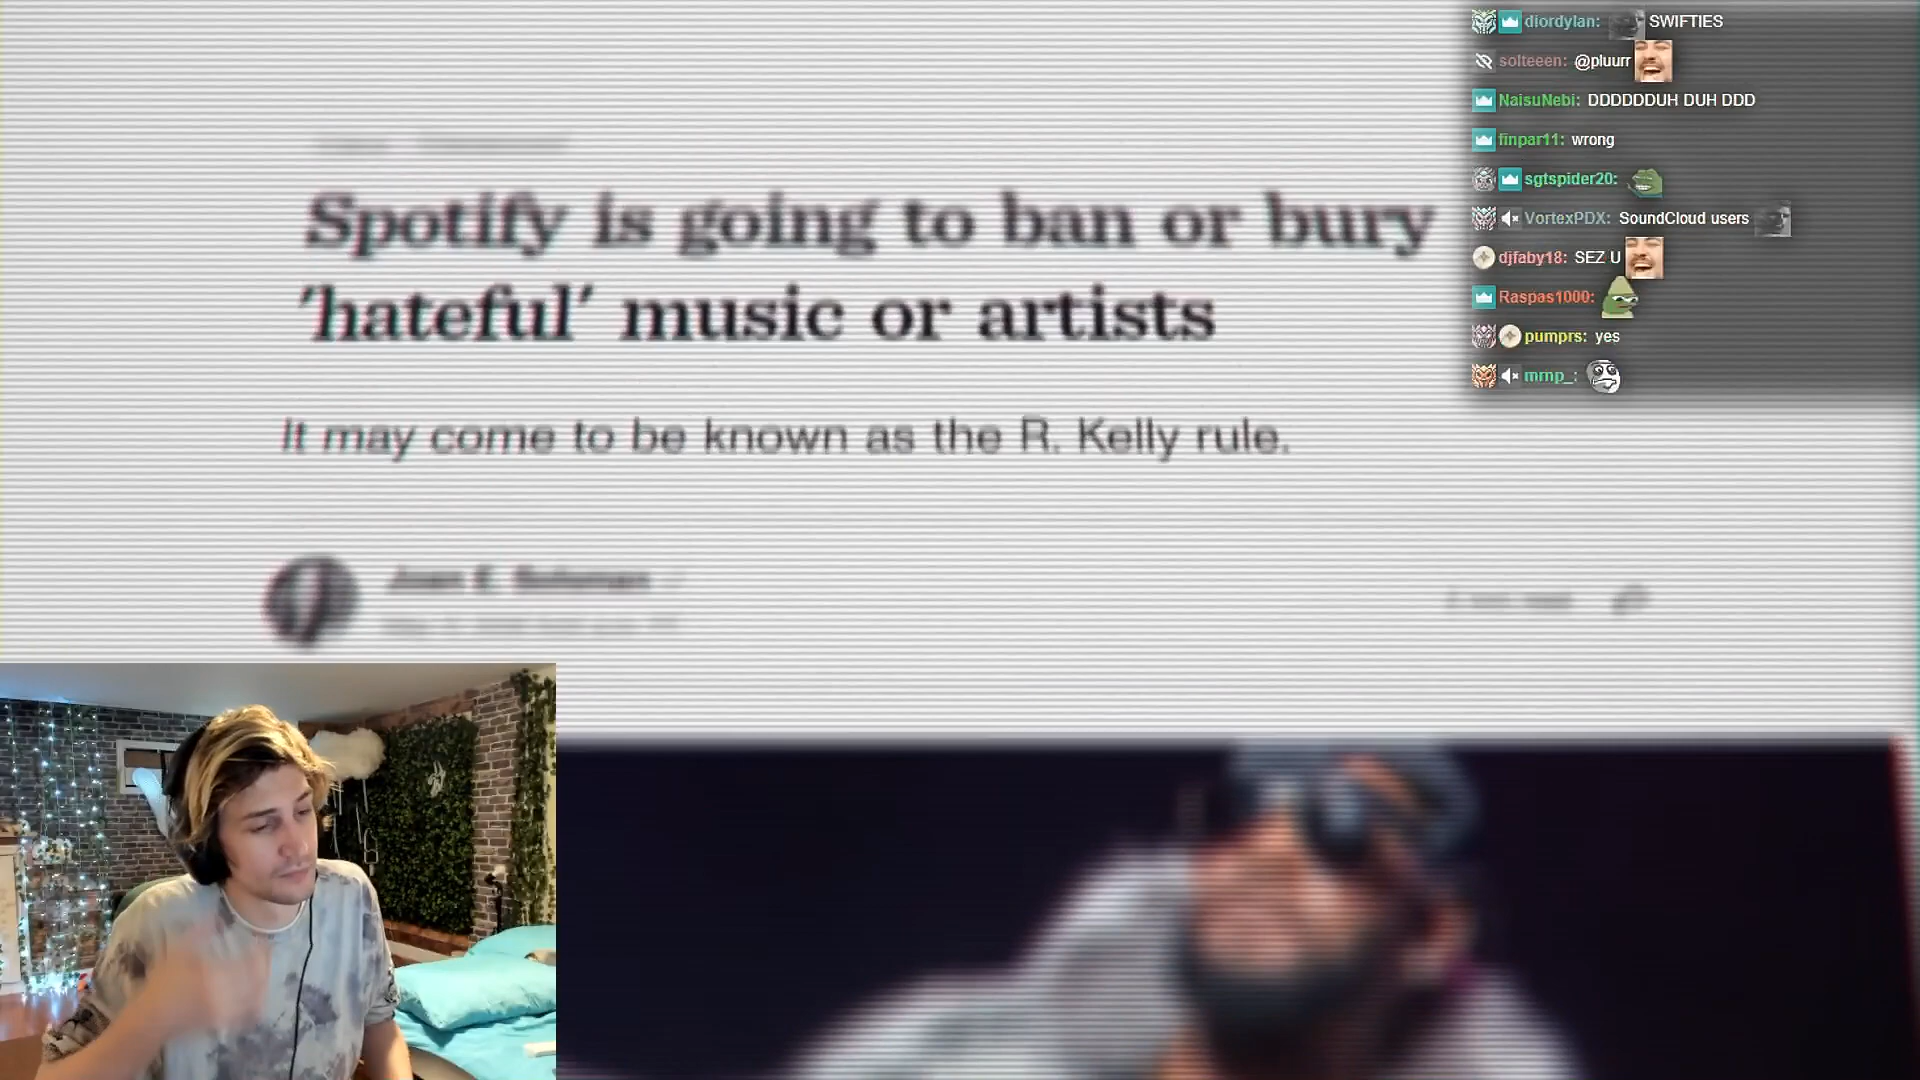 Spotify is going to ban or bury
'hateful' music or artists
It may come to be known as the R. Kelly rule.
diordylan: SWIFTIES
solteeen: @pluurr
NaisuNebi: DDDDDDUH DUH DDD
finpar11: wrong
sgtspider20:
VortexPDX: SoundCloud users
djfaby18: SEZ U
Raspas1000:
pumprs: yes
mrnp_: